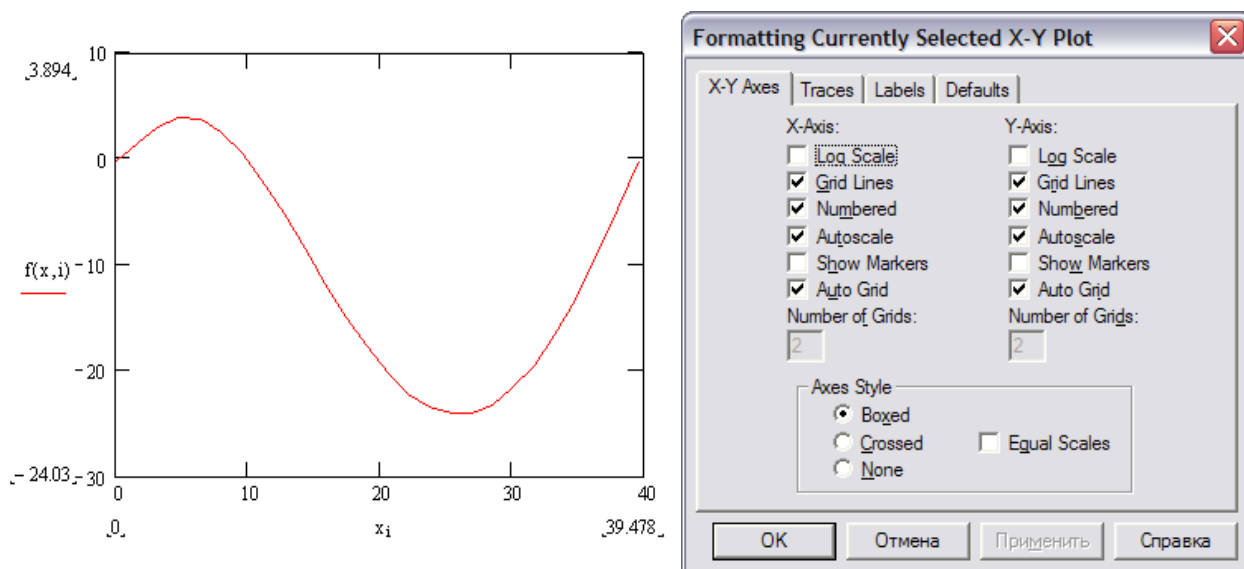 10
3.894
0
f(x,i)
-10
-20
-24.03
-30
0 10 20 30 40
0 xi 39.478
Formatting Currently Selected X-Y Plot
X-Y Axes Traces Labels Defaults
X-Axis: Y-Axis:
Log Scale Log Scale
Grid Lines Grid Lines
Numbered Numbered
Autoscale Autoscale
Show Markers Show Markers
Auto Grid Auto Grid
Number of Grids: Number of Grids:
2 2
Axes Style
Boxed
Crossed Equal Scales
None
OK Отмена Применить Справка